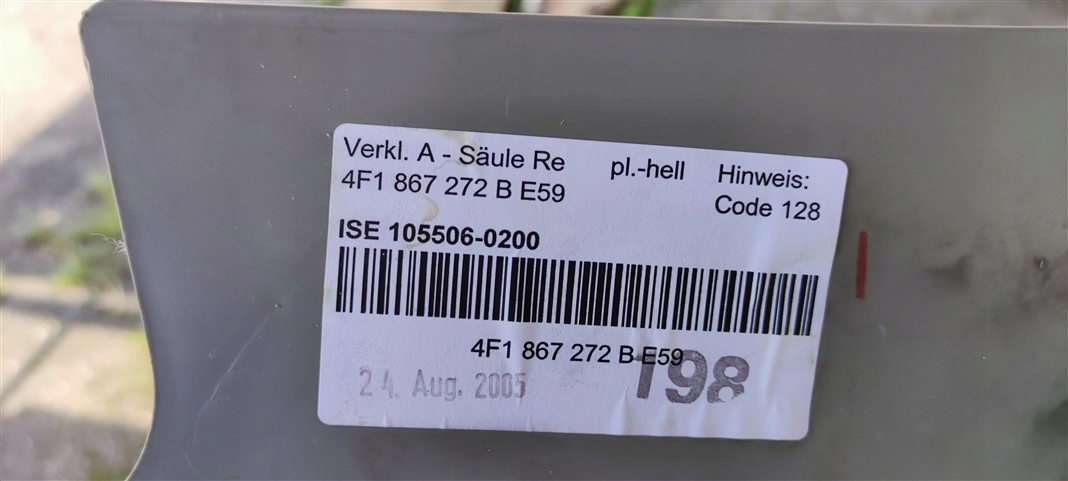 Verkl. A - Säule Re pl.-hell Hinweis:
4F1 867 272 B E59 Code 128
ISE 105506-0200
4F1 867 272 B E59
24. Aug. 2005 198